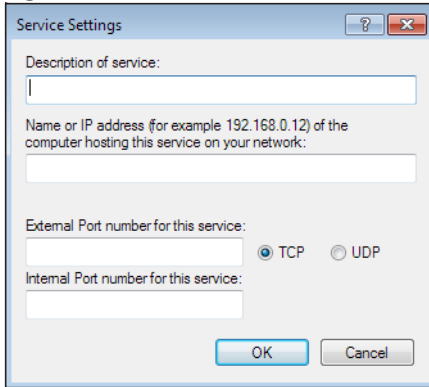 Service Settings
Description of service:
Name or IP address (for example 192.168.0.12) of the
computer hosting this service on your network:
External Port number for this service:
TCP UDP
Internal Port number for this service:
OK Cancel